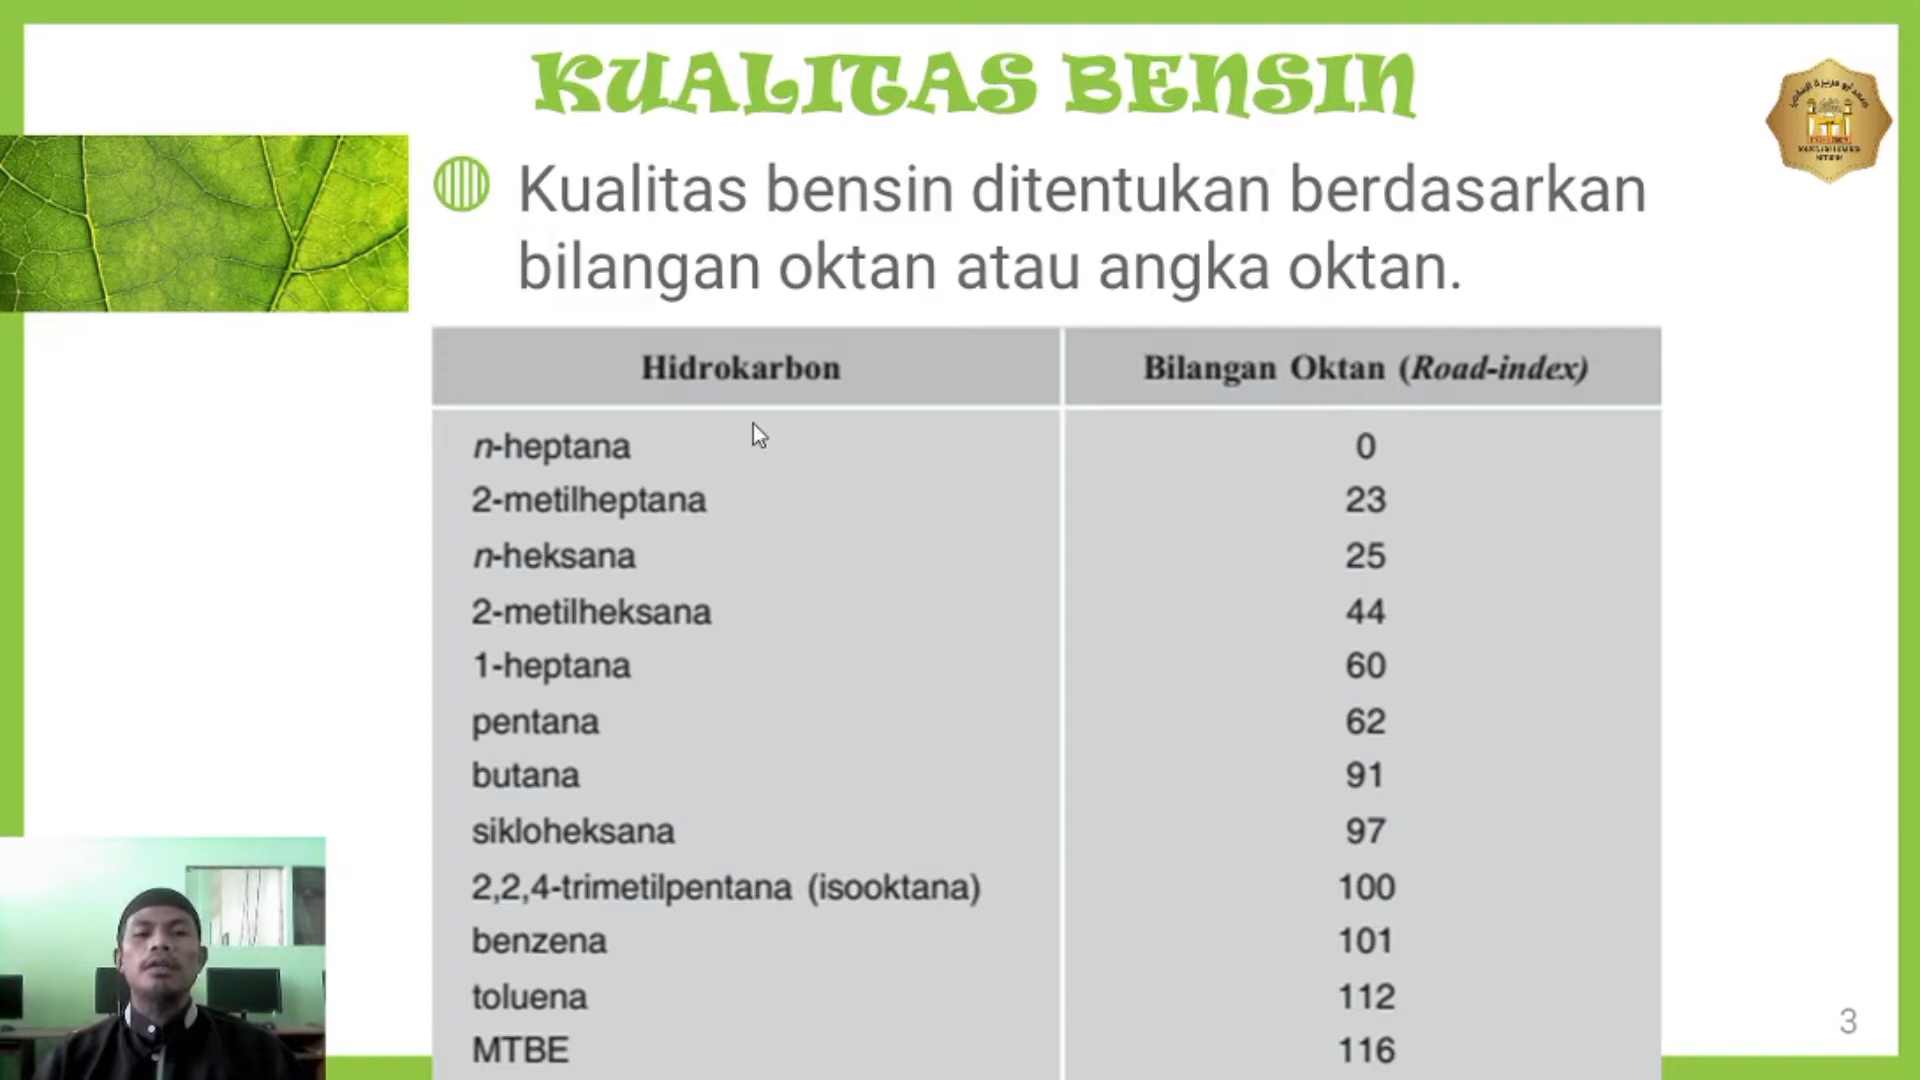 KUALITAS BENSIN
Kualitas bensin ditentukan berdasarkan
bilangan oktan atau angka oktan.
Hidrokarbon Bilangan Oktan (Road-index)
n-heptana 0
2-metilheptana 23
n-heksana 25
2-metilheksana 44
1-heptana 60
pentana 62
butana 91
sikloheksana 97
2,2,4-trimetilpentana (isooktana) 100
benzena 101
toluena 112
MTBE 116
3